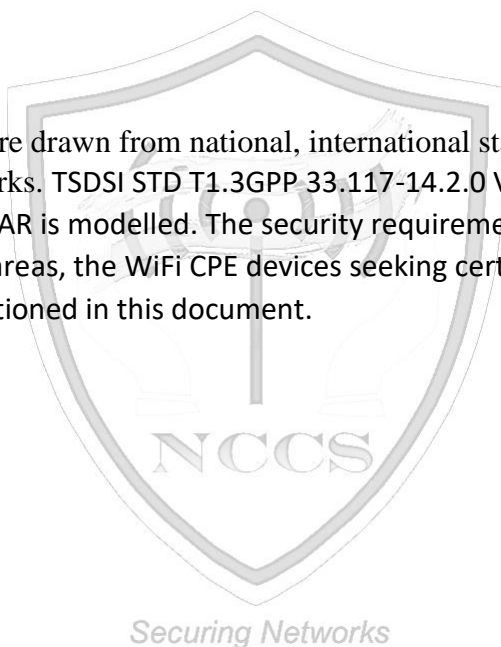 re drawn from national, international st
rks. TSDSI STD T1.3GPP 33.117-14.2.0 V
AR is modelled. The security requireme
areas, the WiFi CPE devices seeking cert
tioned in this document.
NCCS
Securing Networks